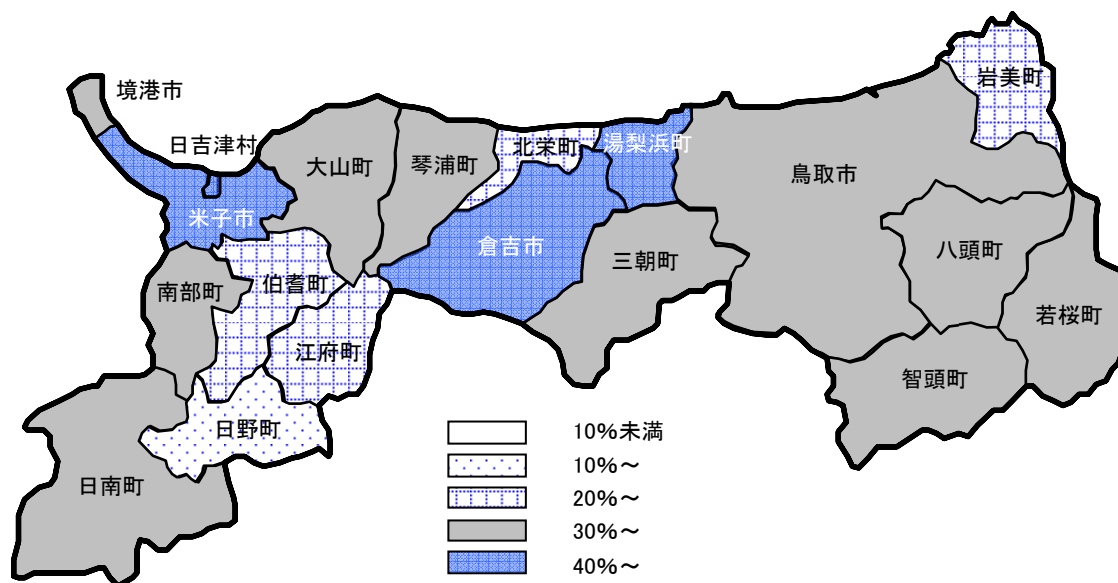 境港市
岩美町
日吉津村
大山町
琴浦町
北栄町
湯梨浜町
鳥取市
米子市
倉吉市
三朝町
八頭町
南部町
伯耆町
若桜町
江府町
智頭町
日野町
日南町
10%未満
10%～
20%～
30%～
40%～